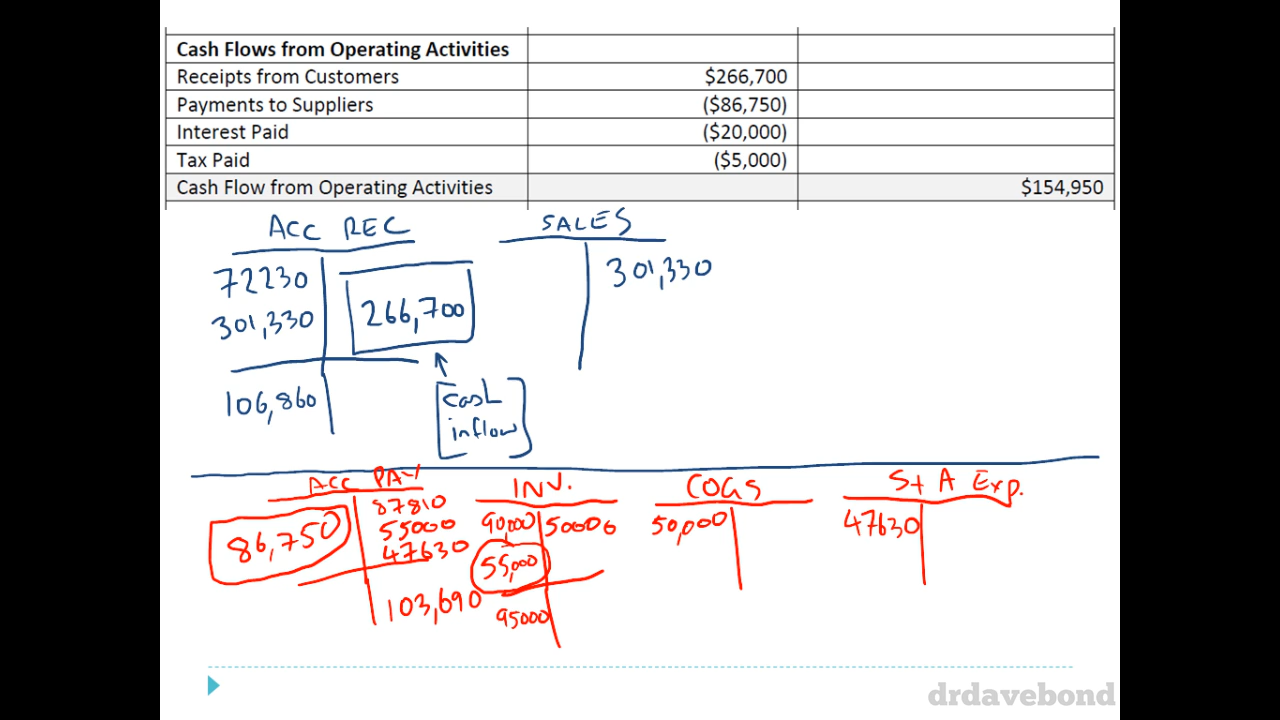 Cash Flows from Operating Activities
Receipts from Customers $266,700
Payments to Suppliers ($86,750)
Interest Paid ($20,000)
Tax Paid ($5,000)
Cash Flow from Operating Activities $154,950
ACC REC
72230
301,330 266,700
106,860
[cash
inflow]
SALES
301,330
ACC PAY
87810
86,750 55000
47630
103,690
INV.
90,000 50000
55,000
95000
COGS
50,000
S + A Exp.
47630
drdavebond